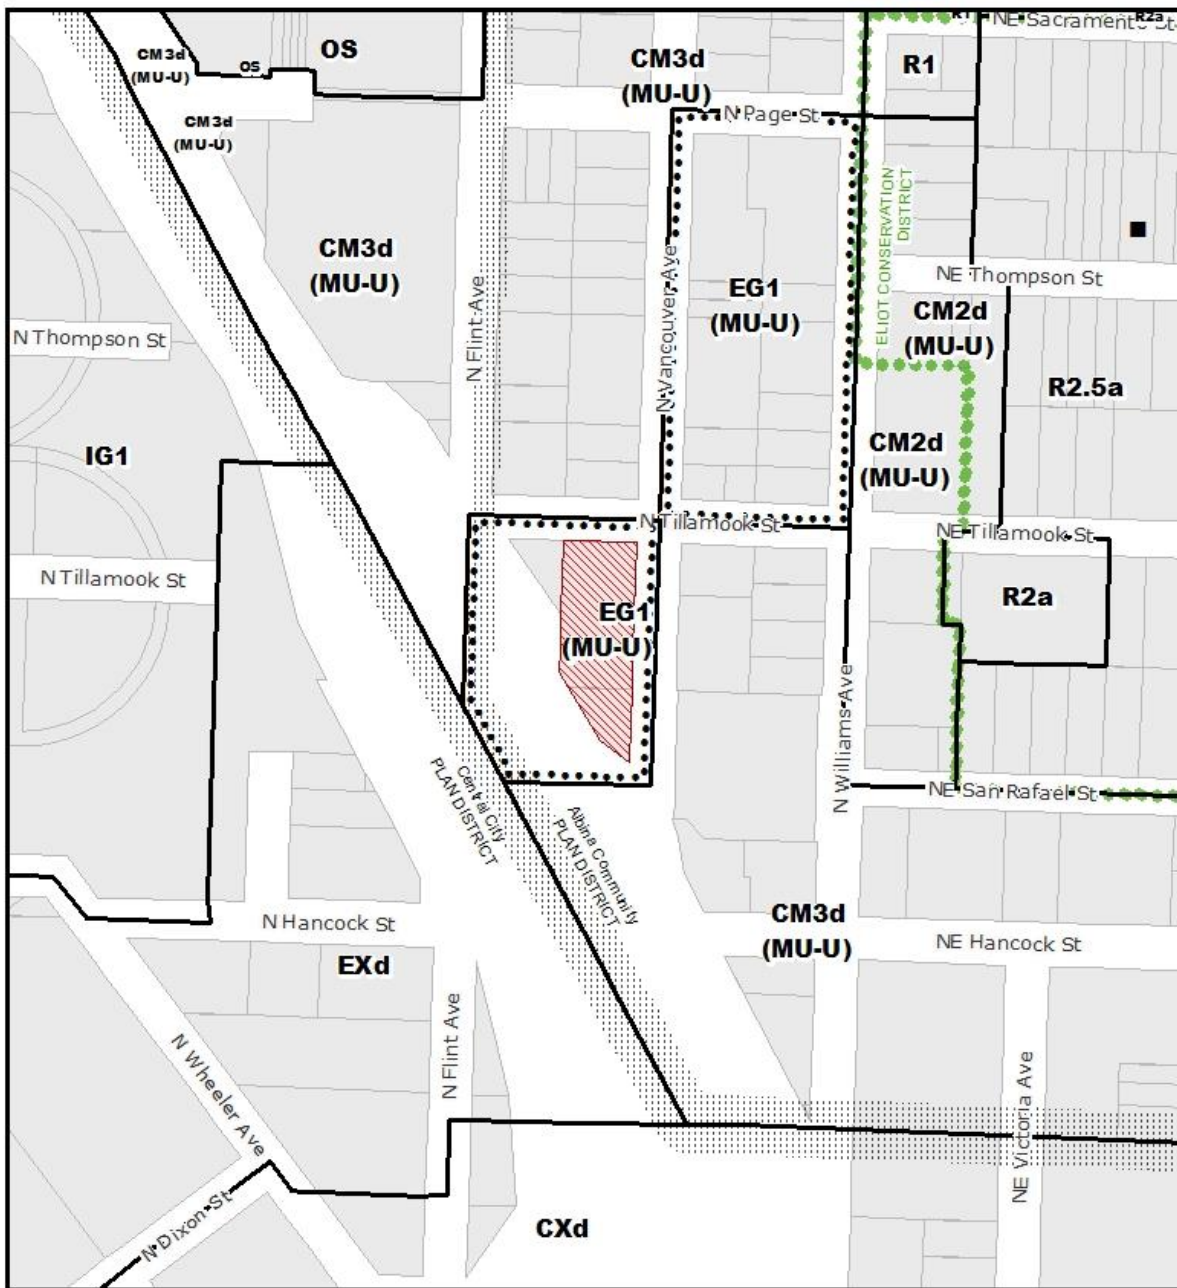 NE Sacramento St
R1
R2a
CM3d
(MU-U)
OS
OS
CM3d
(MU-U)
R1
CM3d
(MU-U)
N Page St
ELIOT CONSERVATION
DISTRICT
CM3d
(MU-U)
N Flint Ave
N Vancouver Ave
EG1
(MU-U)
NE Thompson St
CM2d
(MU-U)
N Thompson St
R2.5a
IG1
CM2d
(MU-U)
N Tillamook St
NE Tillamook St
N Tillamook St
R2a
EG1
(MU-U)
N Williams Ave
NE San Rafael St
Central City
PLAN DISTRICT
Albina Community
PLAN DISTRICT
N Hancock St
CM3d
(MU-U)
NE Hancock St
EXd
N Flint Ave
N Wheeler Ave
NE Victoria Ave
N Dixon St
CXd